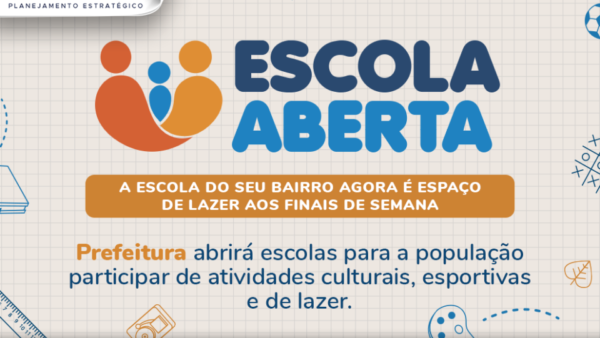 PLANEJAMENTO ESTRATÉGICO
ESCOLA
ABERTA
A ESCOLA DO SEU BAIRRO AGORA É ESPAÇO
DE LAZER AOS FINAIS DE SEMANA
Prefeitura abrirá escolas para a população
participar de atividades culturais, esportivas
e de lazer.